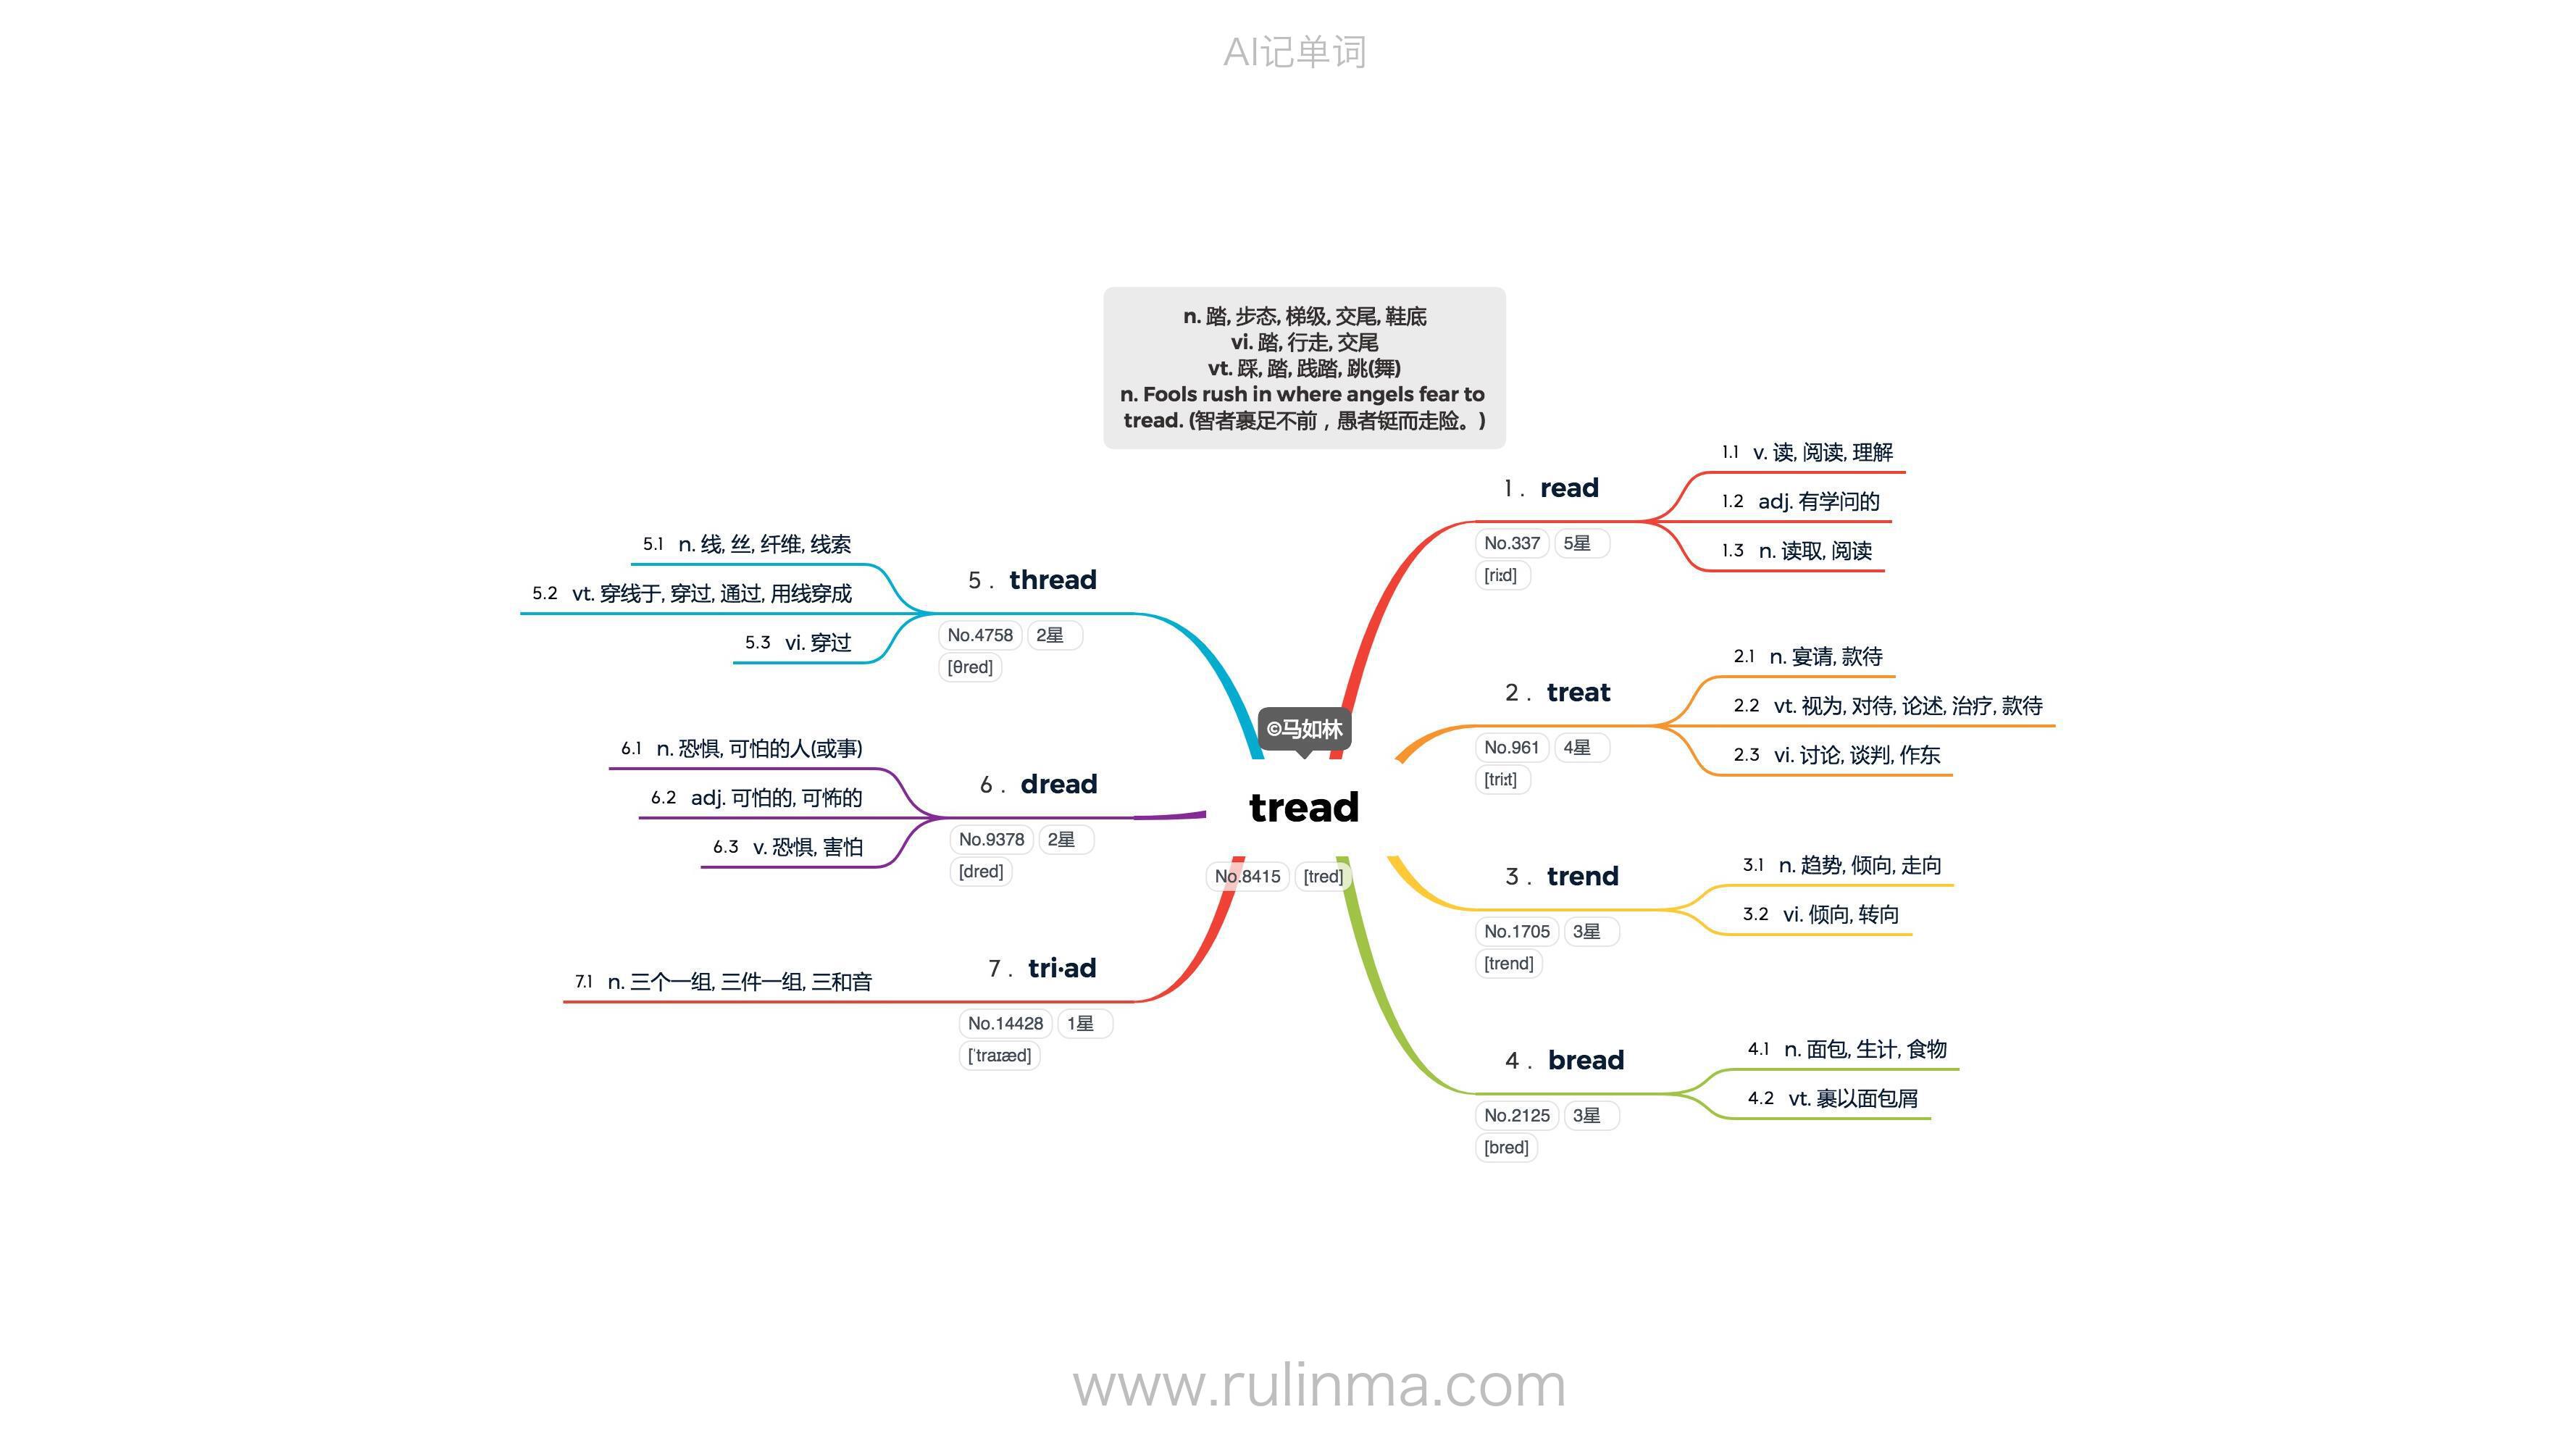 AI记单词
n. 踏, 步态, 梯级, 交尾, 鞋底
vi. 踏, 行走, 交尾
vt. 踩, 踏, 践踏, 跳(舞)
n. Fools rush in where angels fear to
tread. (智者裹足不前，愚者铤而走险。)
©马如林
tread
No.8415 [tred]
1 . read
No.337 5星
[riːd]
1.1 v. 读, 阅读, 理解
1.2 adj. 有学问的
1.3 n. 读取, 阅读
2 . treat
No.961 4星
[triːt]
2.1 n. 宴请, 款待
2.2 vt. 视为, 对待, 论述, 治疗, 款待
2.3 vi. 讨论, 谈判, 作东
3 . trend
No.1705 3星
[trend]
3.1 n. 趋势, 倾向, 走向
3.2 vi. 倾向, 转向
4 . bread
No.2125 3星
[bred]
4.1 n. 面包, 生计, 食物
4.2 vt. 裹以面包屑
5 . thread
No.4758 2星
[θred]
5.1 n. 线, 丝, 纤维, 线索
5.2 vt. 穿线于, 穿过, 通过, 用线穿成
5.3 vi. 穿过
6 . dread
No.9378 2星
[dred]
6.1 n. 恐惧, 可怕的人(或事)
6.2 adj. 可怕的, 可怖的
6.3 v. 恐惧, 害怕
7 . tri·ad
No.14428 1星
[ˈtraɪæd]
7.1 n. 三个一组, 三件一组, 三和音
www.rulinma.com